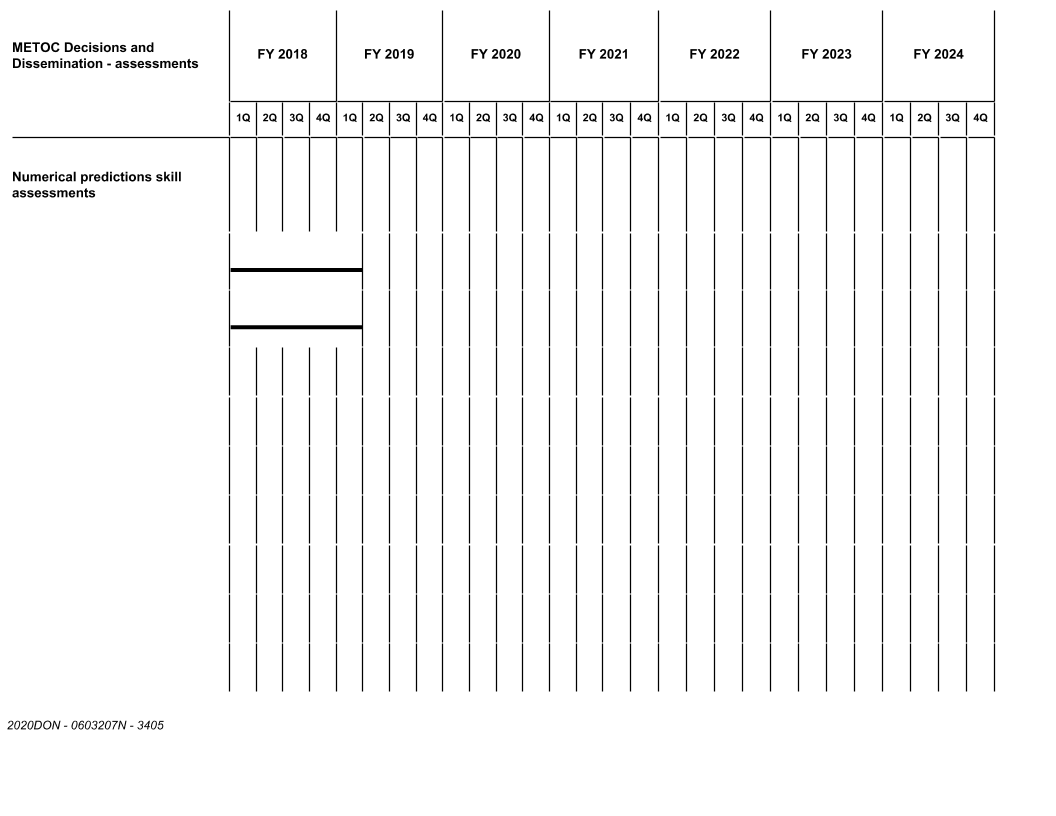 METOC Decisions and
Dissemination - assessments
FY 2018 FY 2019 FY 2020 FY 2021 FY 2022 FY 2023 FY 2024
1Q 2Q 3Q 4Q 1Q 2Q 3Q 4Q 1Q 2Q 3Q 4Q 1Q 2Q 3Q 4Q 1Q 2Q 3Q 4Q 1Q 2Q 3Q 4Q 1Q 2Q 3Q 4Q
Numerical predictions skill
assessments
2020DON - 0603207N - 3405